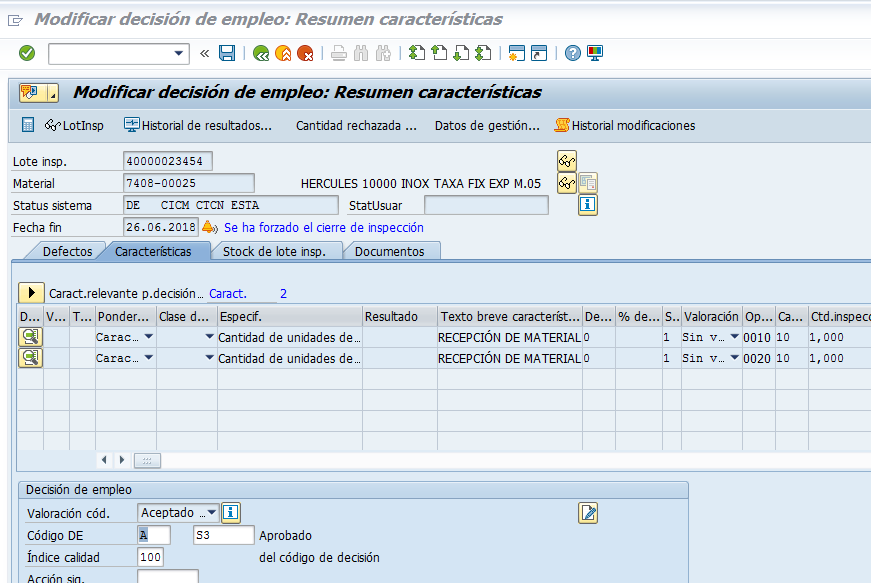 Modificar decisión de empleo: Resumen características
Modificar decisión de empleo: Resumen características
LotInsp Historial de resultados... Cantidad rechazada ... Datos de gestión... Historial modificaciones
Lote insp. 40000023454
Material 7408-00025 HERCULES 10000 INOX TAXA FIX EXP M.05
Status sistema DE CICM CTCN ESTA StatUsuar
Fecha fin 26.06.2018 Se ha forzado el cierre de inspección
Defectos Características Stock de lote insp. Documentos
Caract.relevante p.decisión... Caract. 2
D... V... T... Ponder... Clase d... Especif. Resultado Texto breve característ... De... % de... S.. Valoración Op... Ca... Ctd.inspecc
Carac... Cantidad de unidades de... RECEPCIÓN DE MATERIAL 0 1 Sin v... 0010 10 1,000
Carac... Cantidad de unidades de... RECEPCIÓN DE MATERIAL 0 1 Sin v... 0020 10 1,000
Decisión de empleo
Valoración cód. Aceptado ...
Código DE A S3 Aprobado
Índice calidad 100 del código de decisión
Acción sig.